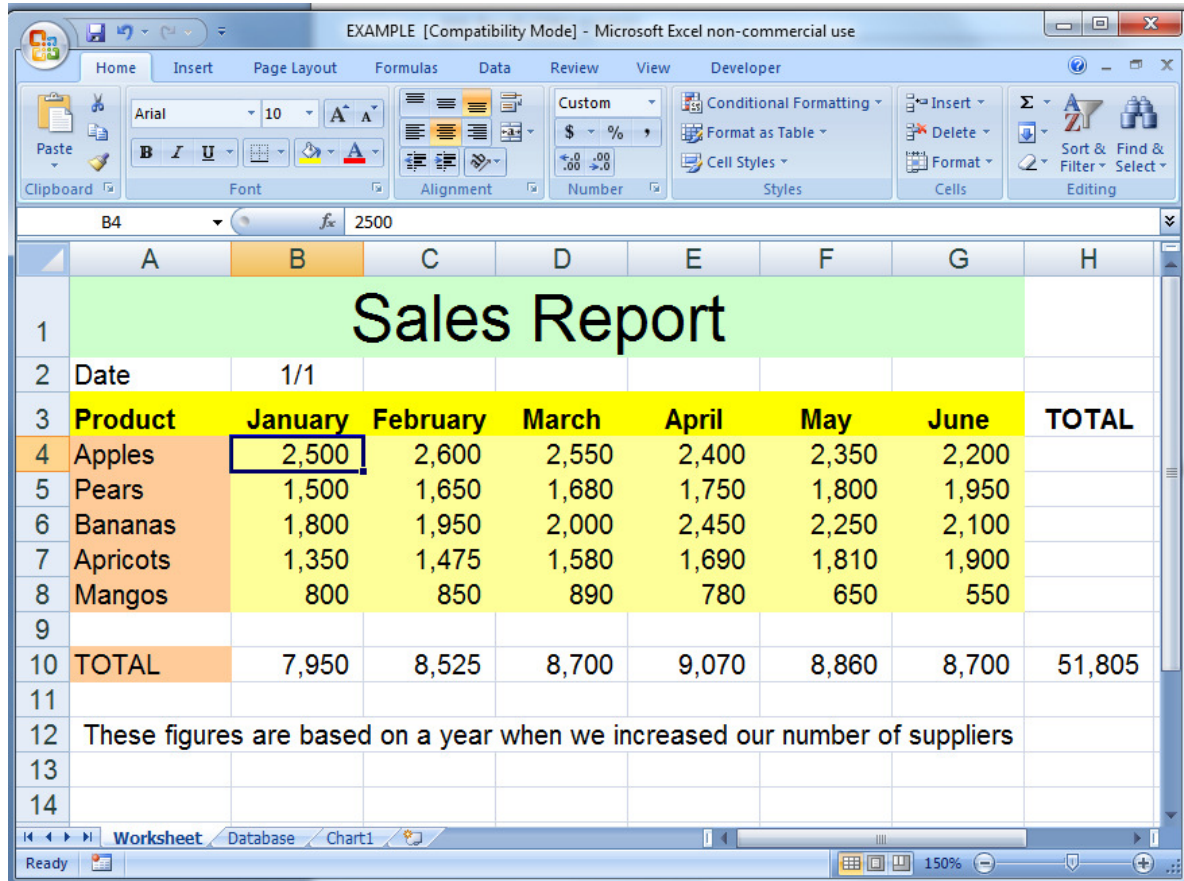 EXAMPLE [Compatibility Mode] - Microsoft Excel non-commercial use
Home Insert Page Layout Formulas Data Review View Developer
Paste
Clipboard
Arial 10 A A
B I U A
Font
Alignment
Custom
$ % ,
.0 .00 .00 .0
Number
Conditional Formatting
Format as Table
Cell Styles
Styles
Insert
Delete
Format
Cells
Σ
Sort & Filter
Find & Select
Editing
B4 fx 2500
A B C D E F G H
1 Sales Report
2 Date 1/1
3 Product January February March April May June TOTAL
4 Apples 2,500 2,600 2,550 2,400 2,350 2,200
5 Pears 1,500 1,650 1,680 1,750 1,800 1,950
6 Bananas 1,800 1,950 2,000 2,450 2,250 2,100
7 Apricots 1,350 1,475 1,580 1,690 1,810 1,900
8 Mangos 800 850 890 780 650 550
9
10 TOTAL 7,950 8,525 8,700 9,070 8,860 8,700 51,805
11
12 These figures are based on a year when we increased our number of suppliers
13
14
Worksheet Database Chart1
Ready 150%